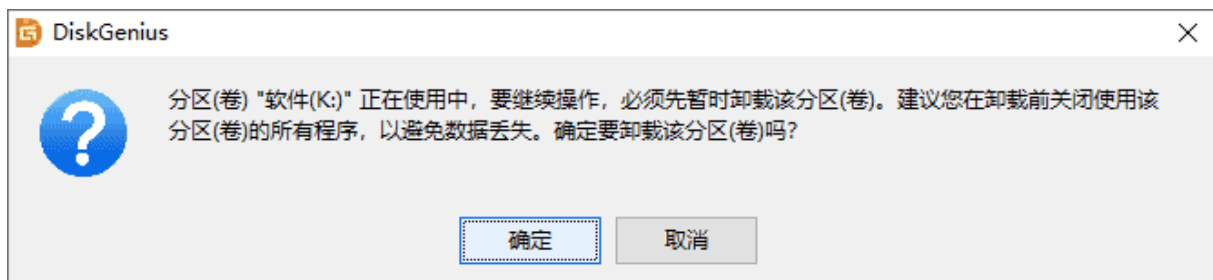 DiskGenius
分区(卷) "软件(K:)" 正在使用中，要继续操作，必须先暂时卸载该分区(卷)。建议您在卸载前关闭使用该
分区(卷)的所有程序，以避免数据丢失。确定要卸载该分区(卷)吗?
确定
取消